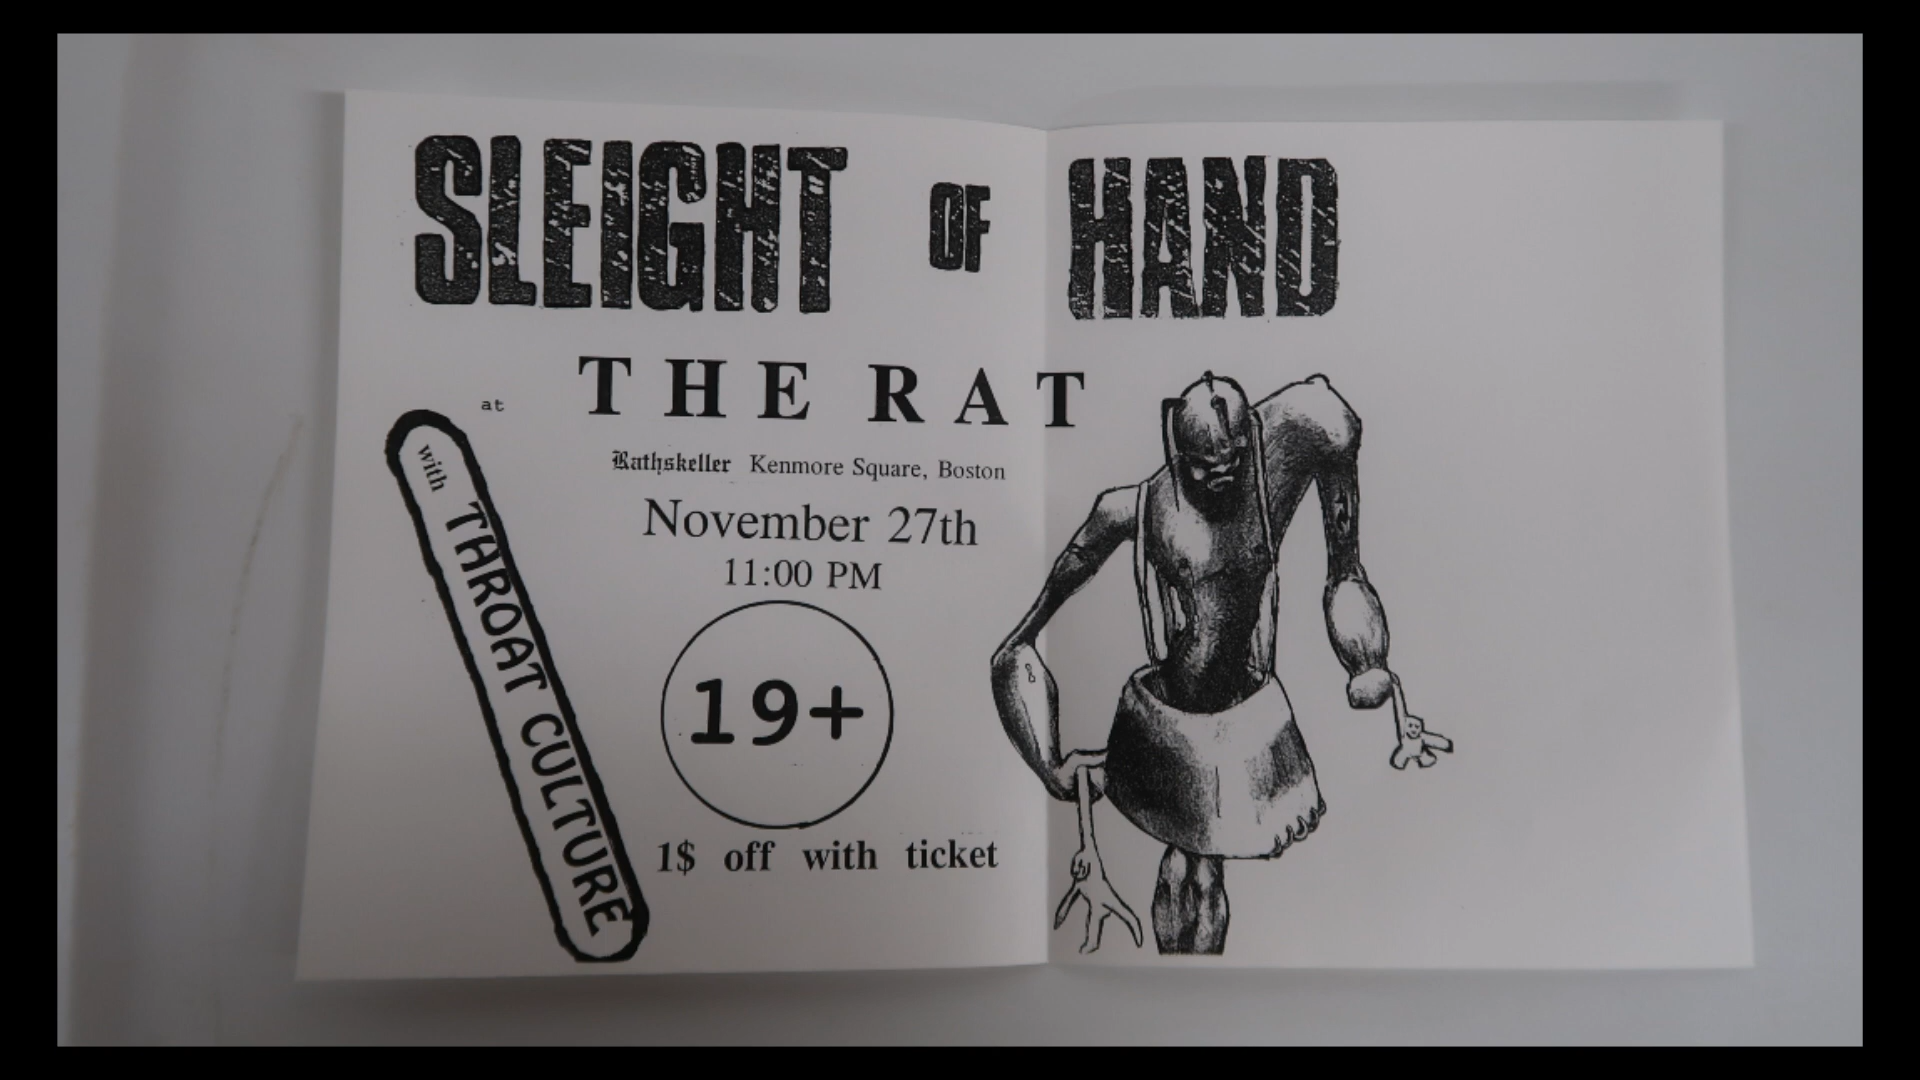 SLEIGHT OF HAND
at THE RAT
Rathskeller Kenmore Square, Boston
November 27th
11:00 PM
19+
1$ off with ticket
with THROAT CULTURE